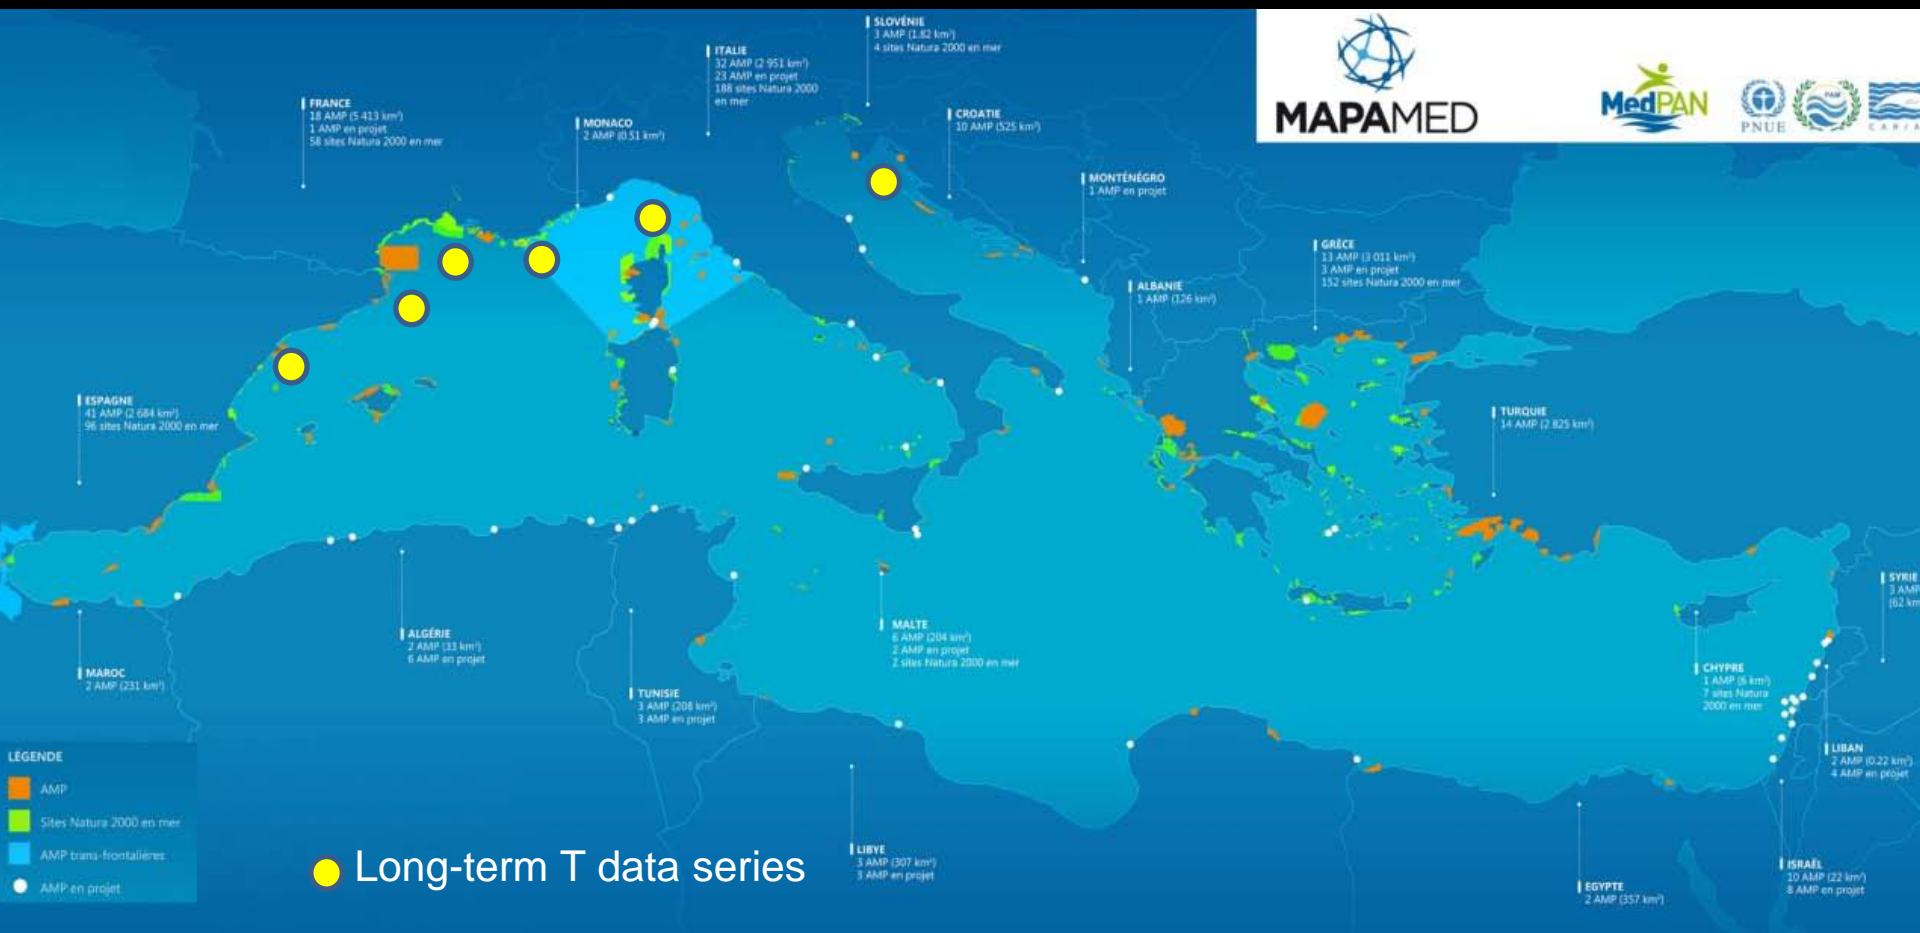 SLOVÉNIE
3 AMP (1.82 km²)
4 sites Natura 2000 en mer
ITALIE
32 AMP (2 951 km²)
23 AMP en projet
188 sites Natura 2000
en mer
MAPAMED
MedPAN
PNUE
PAM
CAR/A
FRANCE
18 AMP (5 413 km²)
1 AMP en projet
58 sites Natura 2000 en mer
MONACO
2 AMP (0.51 km²)
CROATIE
10 AMP (525 km²)
MONTÉNÉGRO
1 AMP en projet
GRÈCE
13 AMP (3 011 km²)
3 AMP en projet
152 sites Natura 2000 en mer
ALBANIE
1 AMP (126 km²)
ESPAGNE
41 AMP (2 684 km²)
96 sites Natura 2000 en mer
TURQUIE
14 AMP (2 825 km²)
SYRIE
3 AMP
(62 km
ALGÉRIE
2 AMP (33 km²)
6 AMP en projet
MALTE
6 AMP (204 km²)
2 AMP en projet
2 sites Natura 2000 en mer
MAROC
2 AMP (231 km²)
TUNISIE
3 AMP (208 km²)
3 AMP en projet
CHYPRE
1 AMP (6 km²)
7 sites Natura
2000 en mer
LIBAN
2 AMP (0.22 km²)
4 AMP en projet
LÉGENDE
AMP
Sites Natura 2000 en mer
AMP trans-frontalières
AMP en projet
Long-term T data series
LIBYE
3 AMP (307 km²)
3 AMP en projet
EGYPTE
2 AMP (357 km²)
ISRAËL
10 AMP (22 km²)
8 AMP en projet